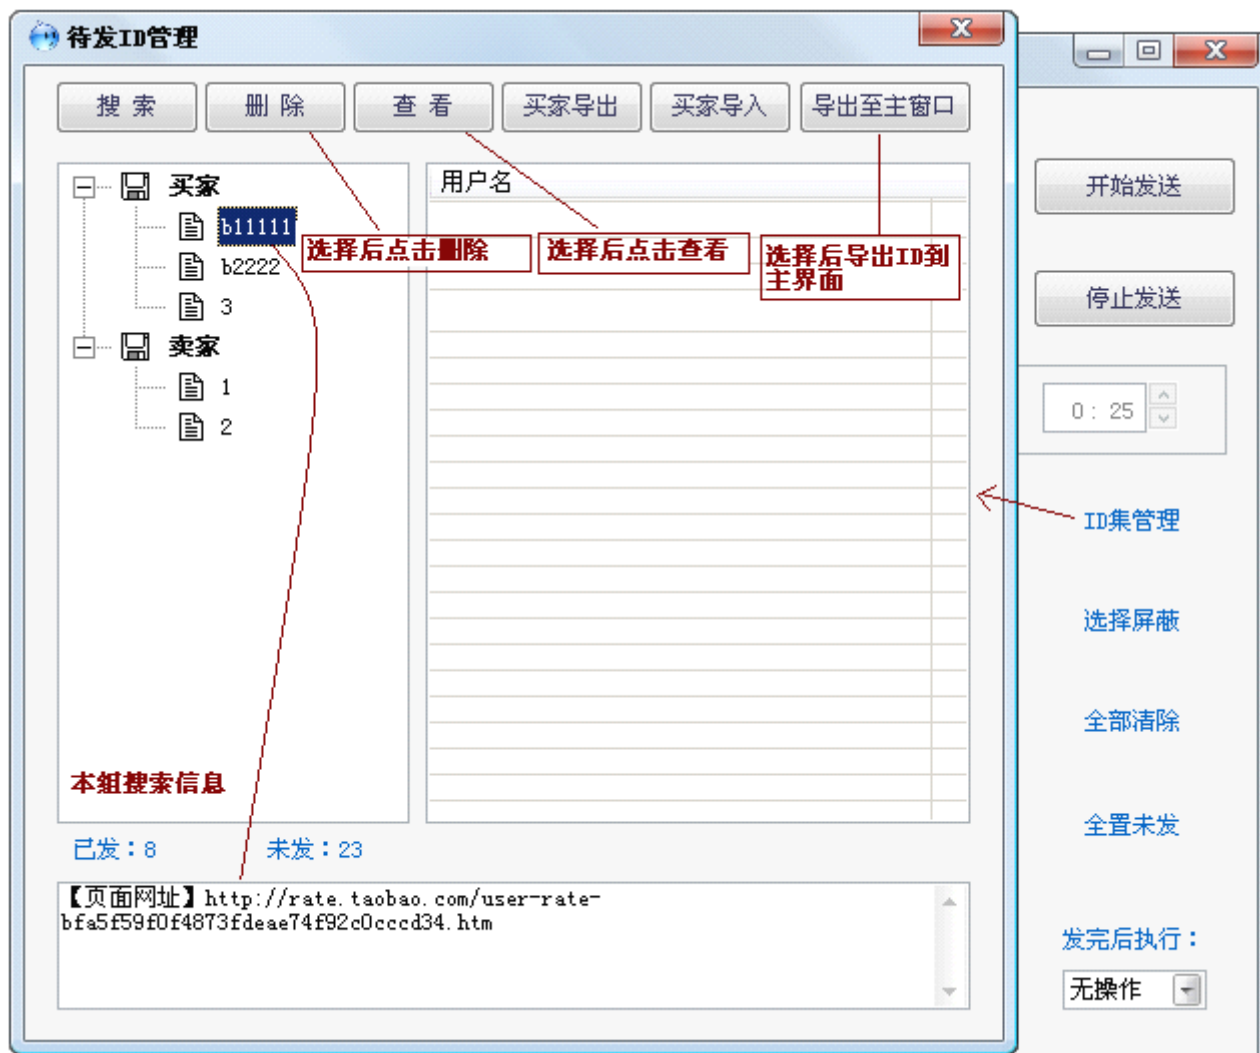 待发ID管理
搜 索
删 除
查 看
买家导出
买家导入
导出至主窗口
买家
b11111
b2222
3
卖家
1
2
本组搜索信息
用户名
选择后点击删除
选择后点击查看
选择后导出ID到
主界面
已发：8
未发：23
【页面网址】http://rate.taobao.com/user-rate-
bfa5f59f0f4873fdeae74f92c0cccd34.htm
开始发送
停止发送
0：25
ID集管理
选择屏蔽
全部清除
全置未发
发完后执行：
无操作